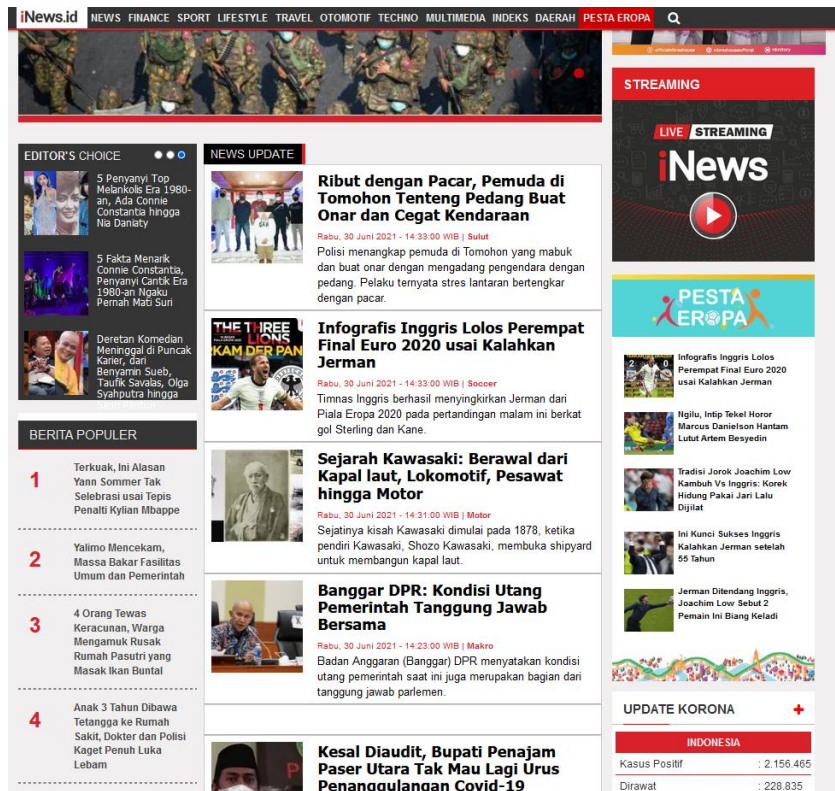 iNews.id NEWS FINANCE SPORT LIFESTYLE TRAVEL OTOMOTIF TECHNO MULTIMEDIA INDEKS DAERAH PESTA EROPA
EDITOR'S CHOICE
5 Penyanyi Top
Melankolis Era 1980-
an, Ada Connie
Constantia hingga
Nia Daniaty
5 Fakta Menarik
Connie Constantia,
Penyanyi Cantik Era
1980-an Ngaku
Pernah Mati Suri
Deretan Komedian
Meninggal di Puncak
Karier, dari
Benyamin Sueb,
Taufik Savalas, Olga
Syahputra hingga
BERITA POPULER
1
Terkuak, Ini Alasan
Yann Sommer Tak
Selebrasi usai Tepis
Penalti Kylian Mbappe
2
Yalimo Mencekam,
Massa Bakar Fasilitas
Umum dan Pemerintah
3
4 Orang Tewas
Keracunan, Warga
Mengamuk Rusak
Rumah Pasutri yang
Masak Ikan Buntal
4
Anak 3 Tahun Dibawa
Tetangga ke Rumah
Sakit, Dokter dan Polisi
Kaget Penuh Luka
Lebam
NEWS UPDATE
Ribut dengan Pacar, Pemuda di
Tomohon Tenteng Pedang Buat
Onar dan Cegat Kendaraan
Rabu, 30 Juni 2021 - 14:33:00 WIB | Sulut
Polisi menangkap pemuda di Tomohon yang mabuk
dan buat onar dengan mengadang pengendara dengan
pedang. Pelaku ternyata stres lantaran bertengkar
dengan pacar.
THE THREE
LIONS
Infografis Inggris Lolos Perempat
Final Euro 2020 usai Kalahkan
Jerman
Rabu, 30 Juni 2021 - 14:33:00 WIB | Soccer
Timnas Inggris berhasil menyingkirkan Jerman dari
Piala Eropa 2020 pada pertandingan malam ini berkat
gol Sterling dan Kane.
Sejarah Kawasaki: Berawal dari
Kapal laut, Lokomotif, Pesawat
hingga Motor
Rabu, 30 Juni 2021 - 14:31:00 WIB | Motor
Sejatinya kisah Kawasaki dimulai pada 1878, ketika
pendiri Kawasaki, Shozo Kawasaki, membuka shipyard
untuk membangun kapal laut.
Banggar DPR: Kondisi Utang
Pemerintah Tanggung Jawab
Bersama
Rabu, 30 Juni 2021 - 14:23:00 WIB | Makro
Badan Anggaran (Banggar) DPR menyatakan kondisi
utang pemerintah saat ini juga merupakan bagian dari
tanggung jawab parlemen.
Kesal Diaudit, Bupati Penajam
Paser Utara Tak Mau Lagi Urus
Penanggulangan Covid-19
STREAMING
LIVE STREAMING
iNews
PESTA
EROPA
2 0
Infografis Inggris Lolos
Perempat Final Euro 2020
usai Kalahkan Jerman
Ngilu, Intip Tekel Horor
Marcus Danielson Hantam
Lutut Artem Besyedin
Tradisi Jorok Joachim Low
Kambuh Vs Inggris: Korek
Hidung Pakai Jari Lalu
Dijilat
Ini Kunci Sukses Inggris
Kalahkan Jerman setelah
55 Tahun
Jerman Ditendang Inggris,
Joachim Low Sebut 2
Pemain Ini Biang Keladi
UPDATE KORONA +
INDONESIA
Kasus Positif : 2.156.465
Dirawat : 228.835